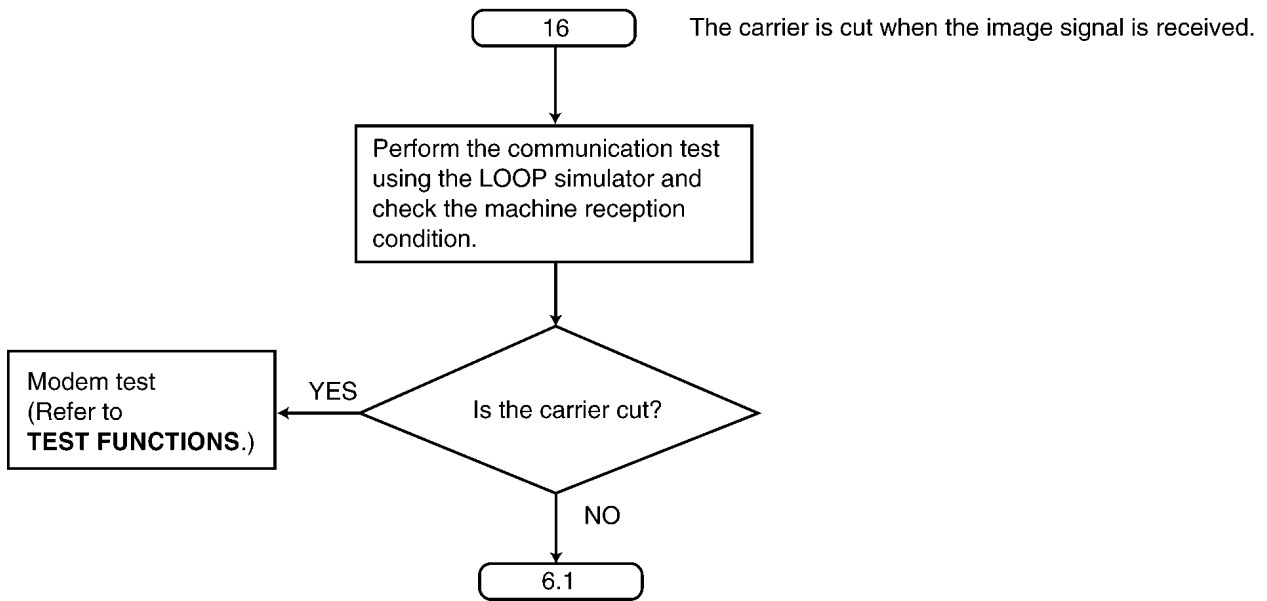 16
The carrier is cut when the image signal is received.
Perform the communication test
using the LOOP simulator and
check the machine reception
condition.
Is the carrier cut?
YES
Modem test
(Refer to
TEST FUNCTIONS.)
NO
6.1